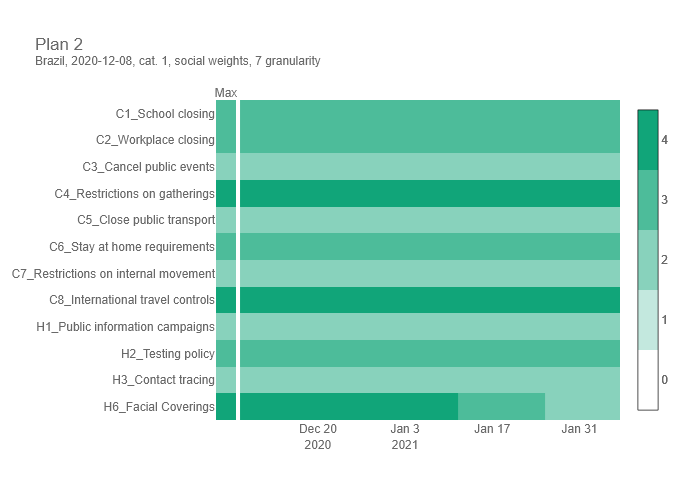 Plan 2
Brazil, 2020-12-08, cat. 1, social weights, 7 granularity
Max
C1_School closing
C2_Workplace closing
C3_Cancel public events
C4_Restrictions on gatherings
C5_Close public transport
C6_Stay at home requirements
C7_Restrictions on internal movement
C8_International travel controls
H1_Public information campaigns
H2_Testing policy
H3_Contact tracing
H6_Facial Coverings
Dec 20 Jan 3 Jan 17 Jan 31
2020 2021
4
3
2
1
0